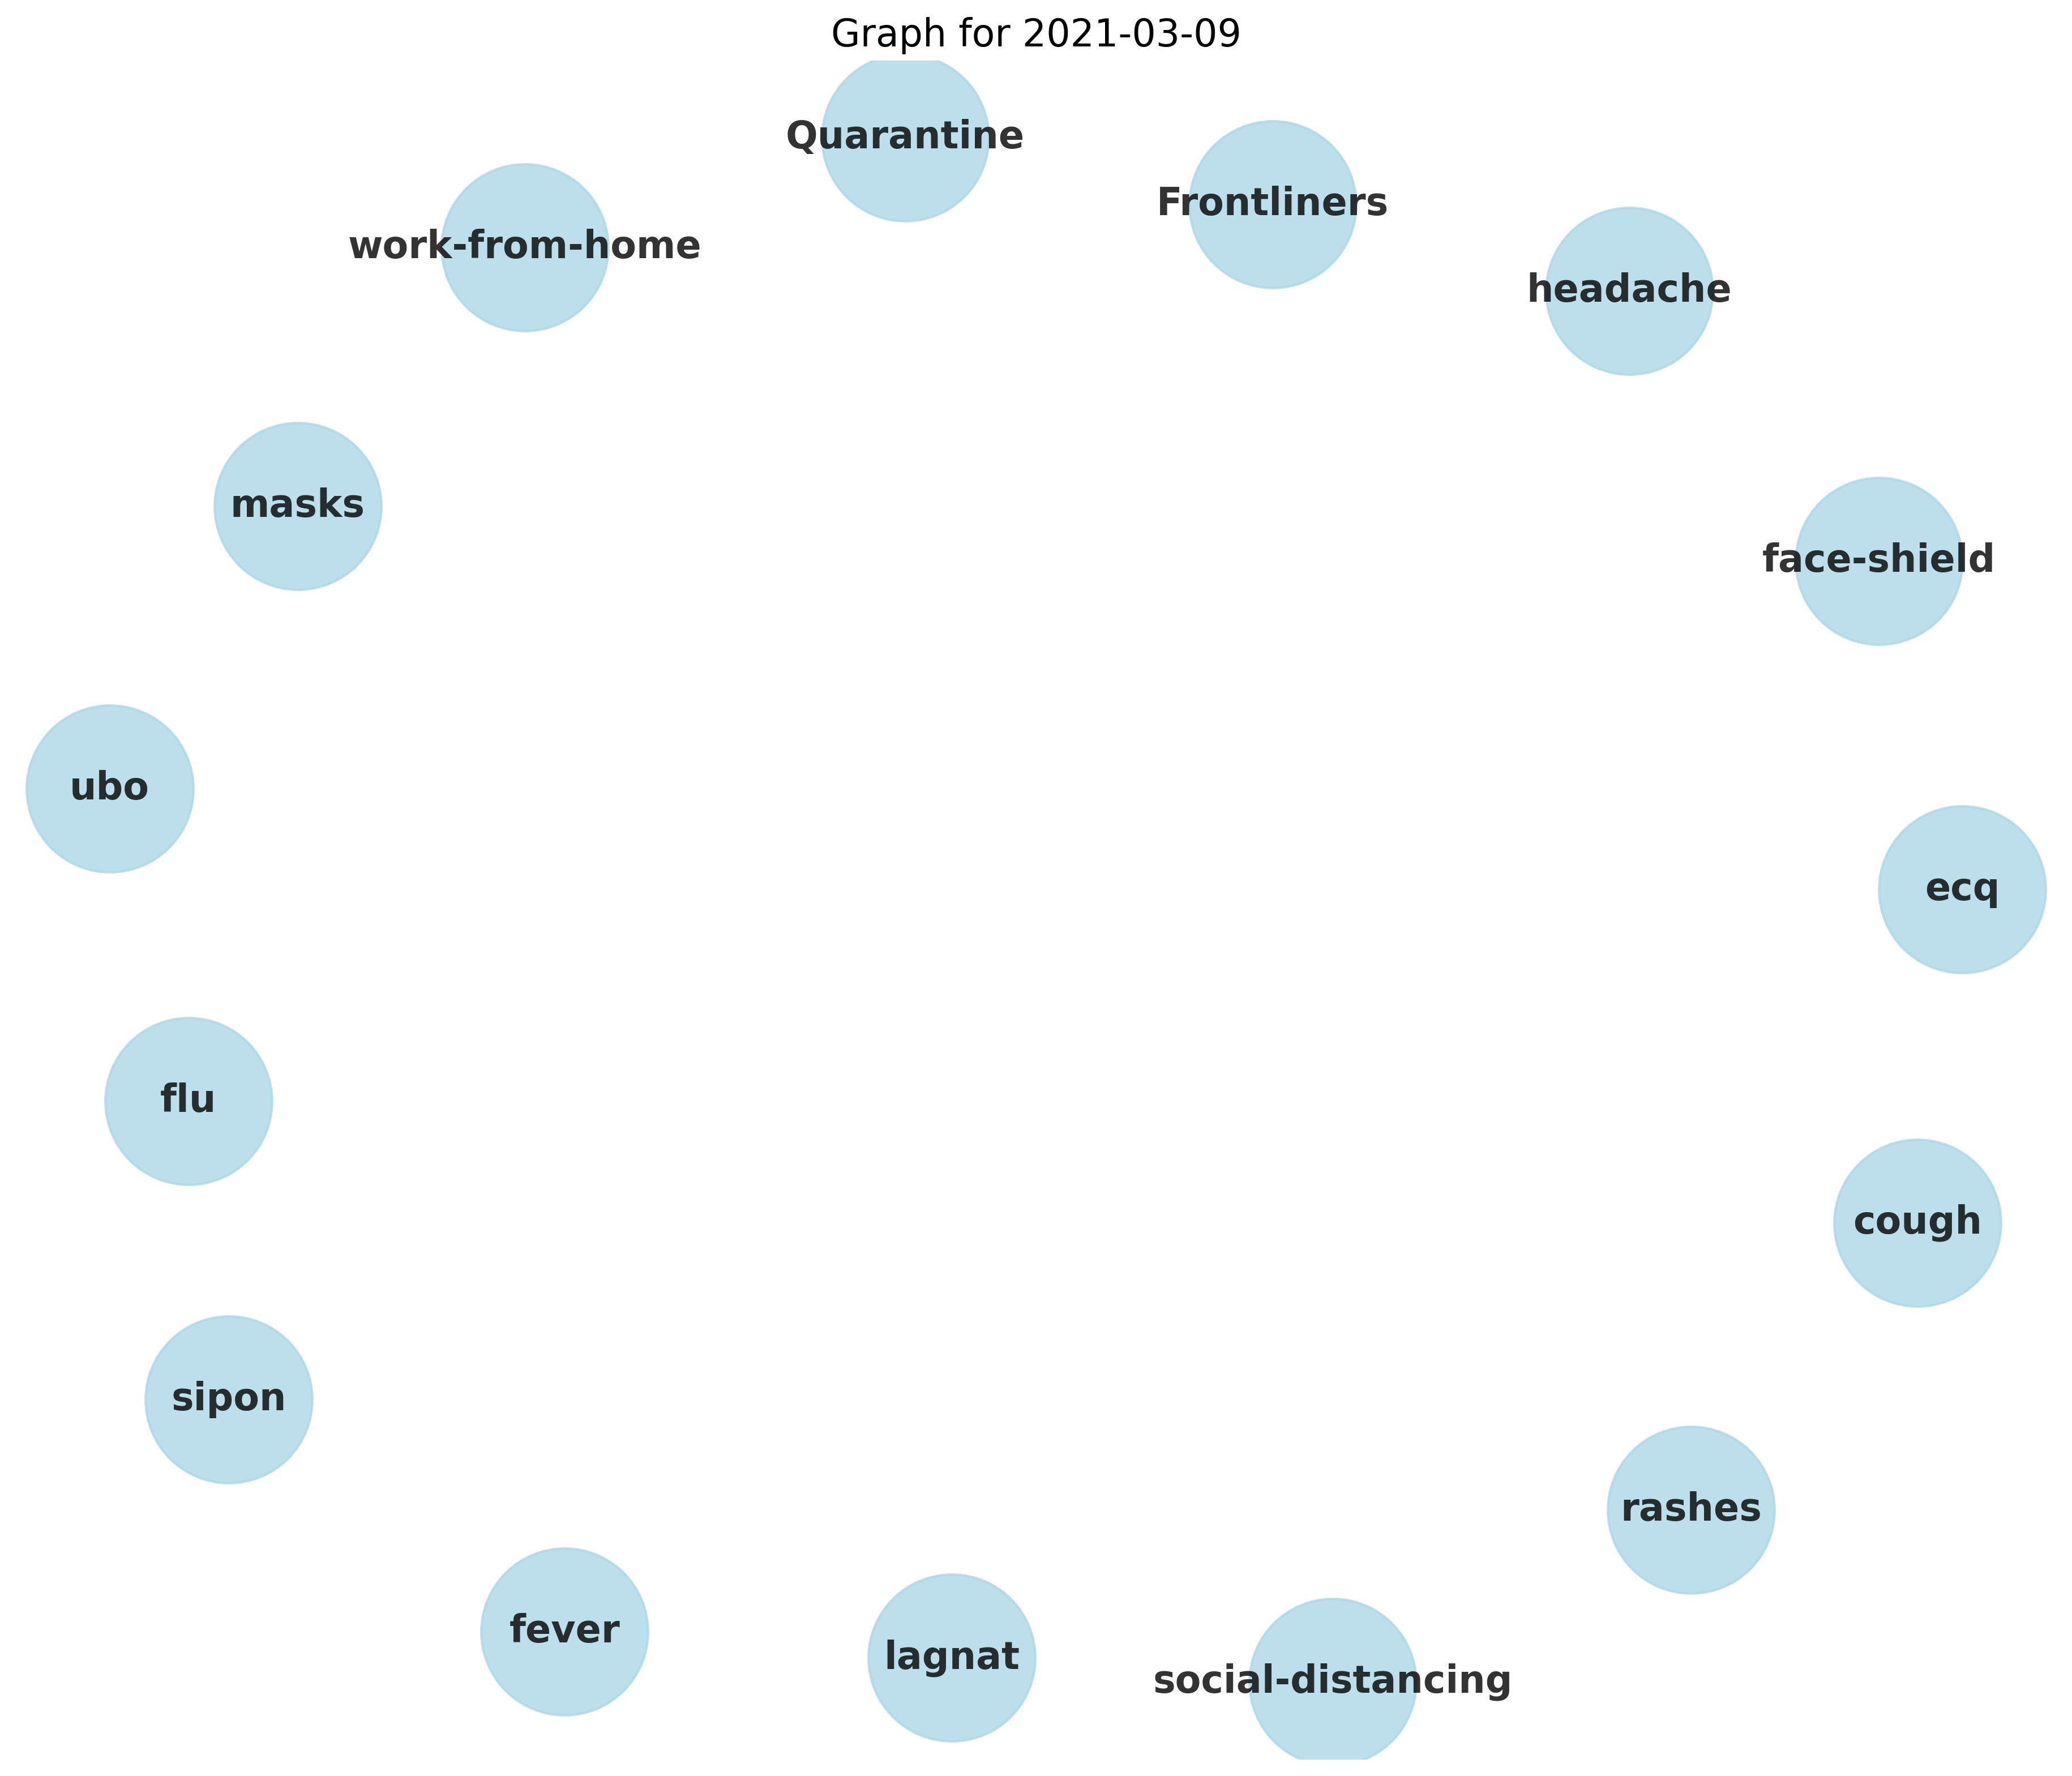 Graph for 2021-03-09
Quarantine
Frontliners
work-from-home
headache
masks
face-shield
ubo
ecq
flu
cough
sipon
rashes
fever
lagnat
social-distancing